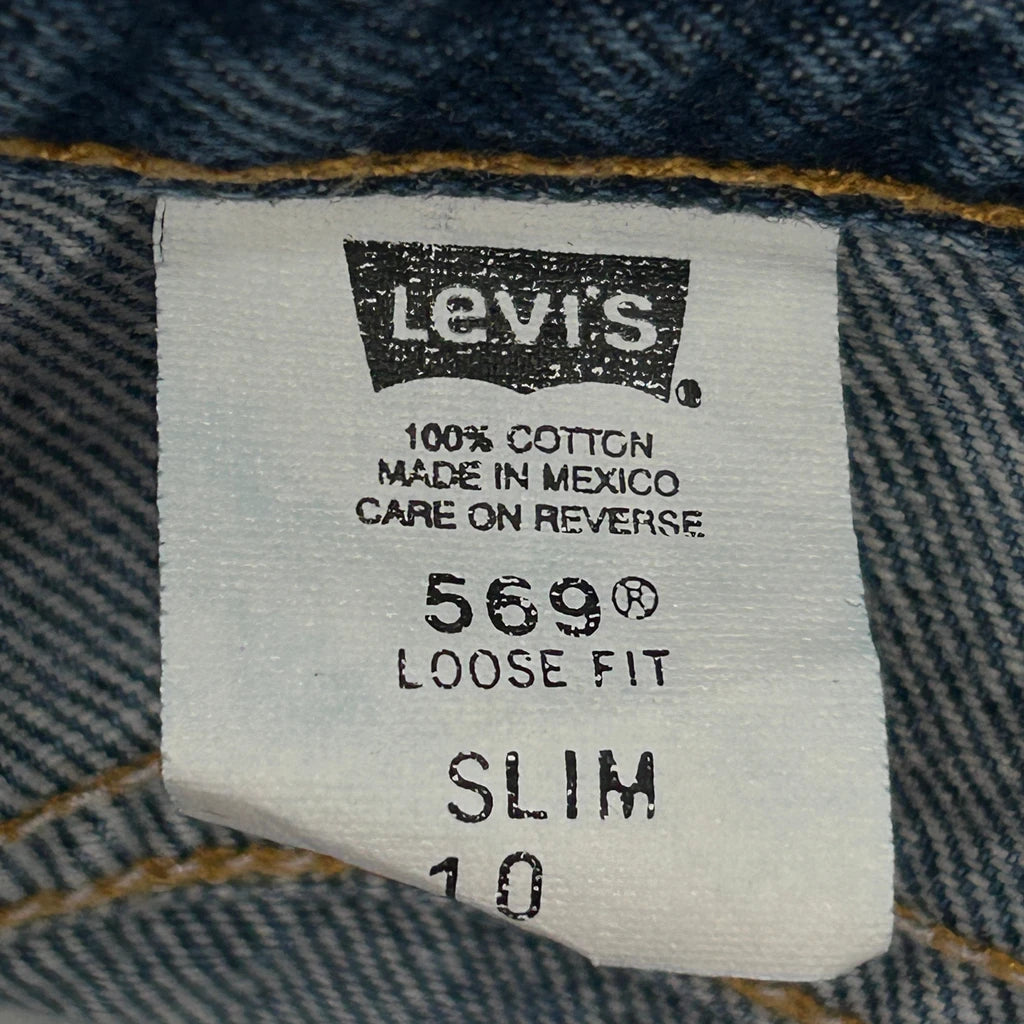 Levi's®
100% COTTON
MADE IN MEXICO
CARE ON REVERSE
569®
LOOSE FIT
SLIM
10